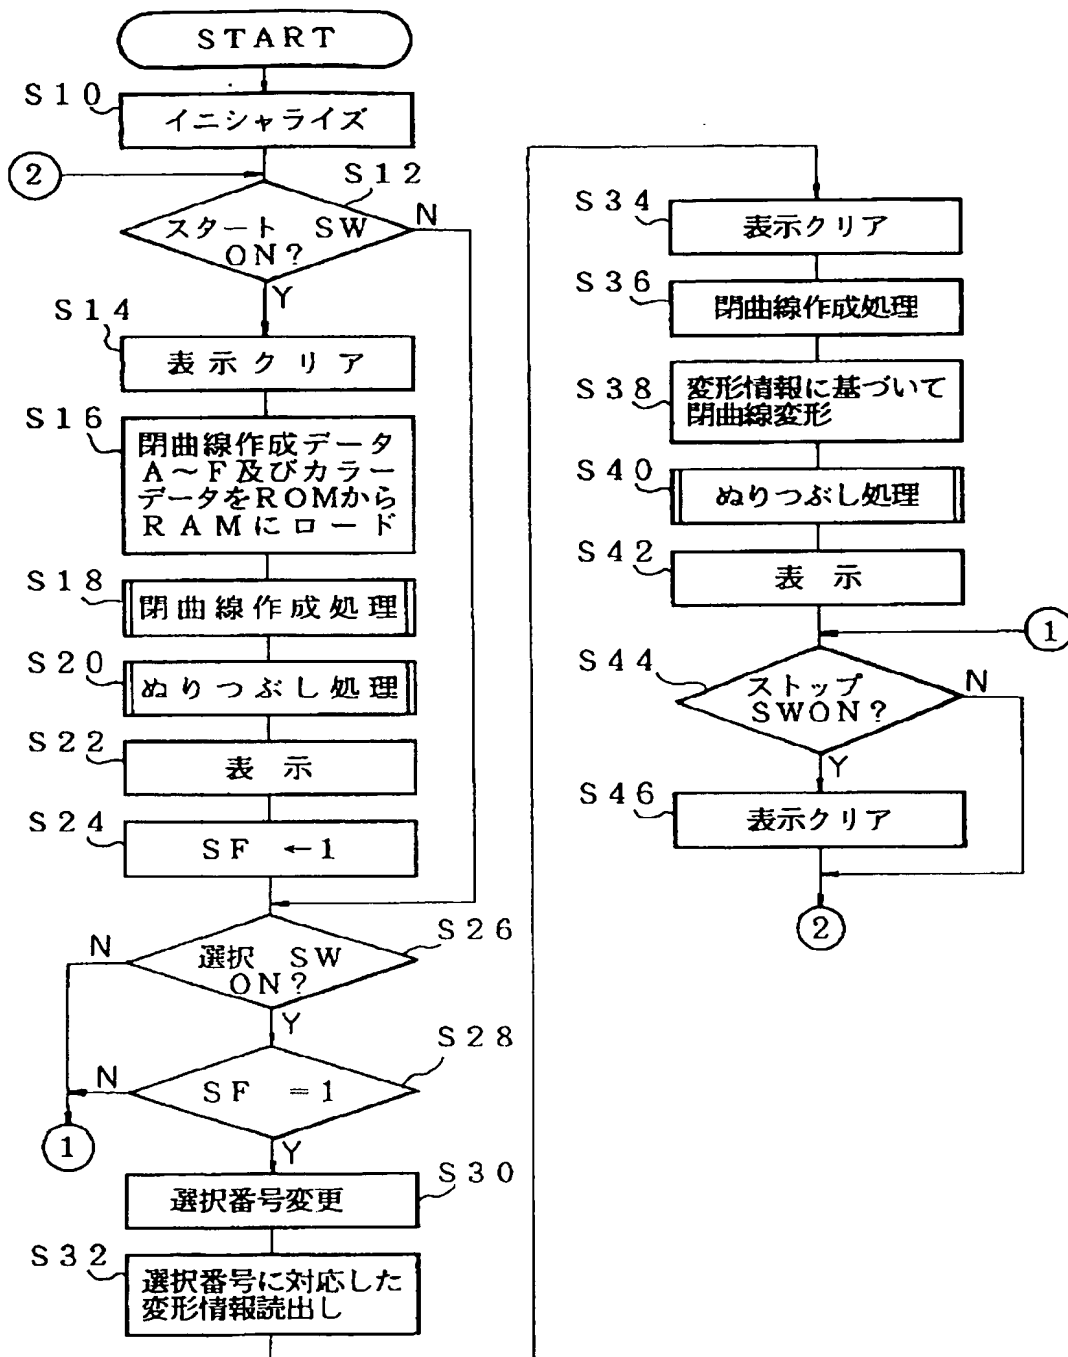 START
S10
イニシャライズ
2
S12
スタート SW
ON?
N
Y
S14
表示クリア
S16
閉曲線作成データ
A～F及びカラー
データをROMから
RAMにロード
S18
閉曲線作成処理
S20
ぬりつぶし処理
S22
表 示
S24
SF ←1
S26
選択 SW
ON?
N
Y
S28
SF =1
N
1
Y
S30
選択番号変更
S32
選択番号に対応した
変形情報読出し
S34
表示クリア
S36
閉曲線作成処理
S38
変形情報に基づいて
閉曲線変形
S40
ぬりつぶし処理
S42
表 示
1
S44
ストップ
SWON?
N
Y
S46
表示クリア
2